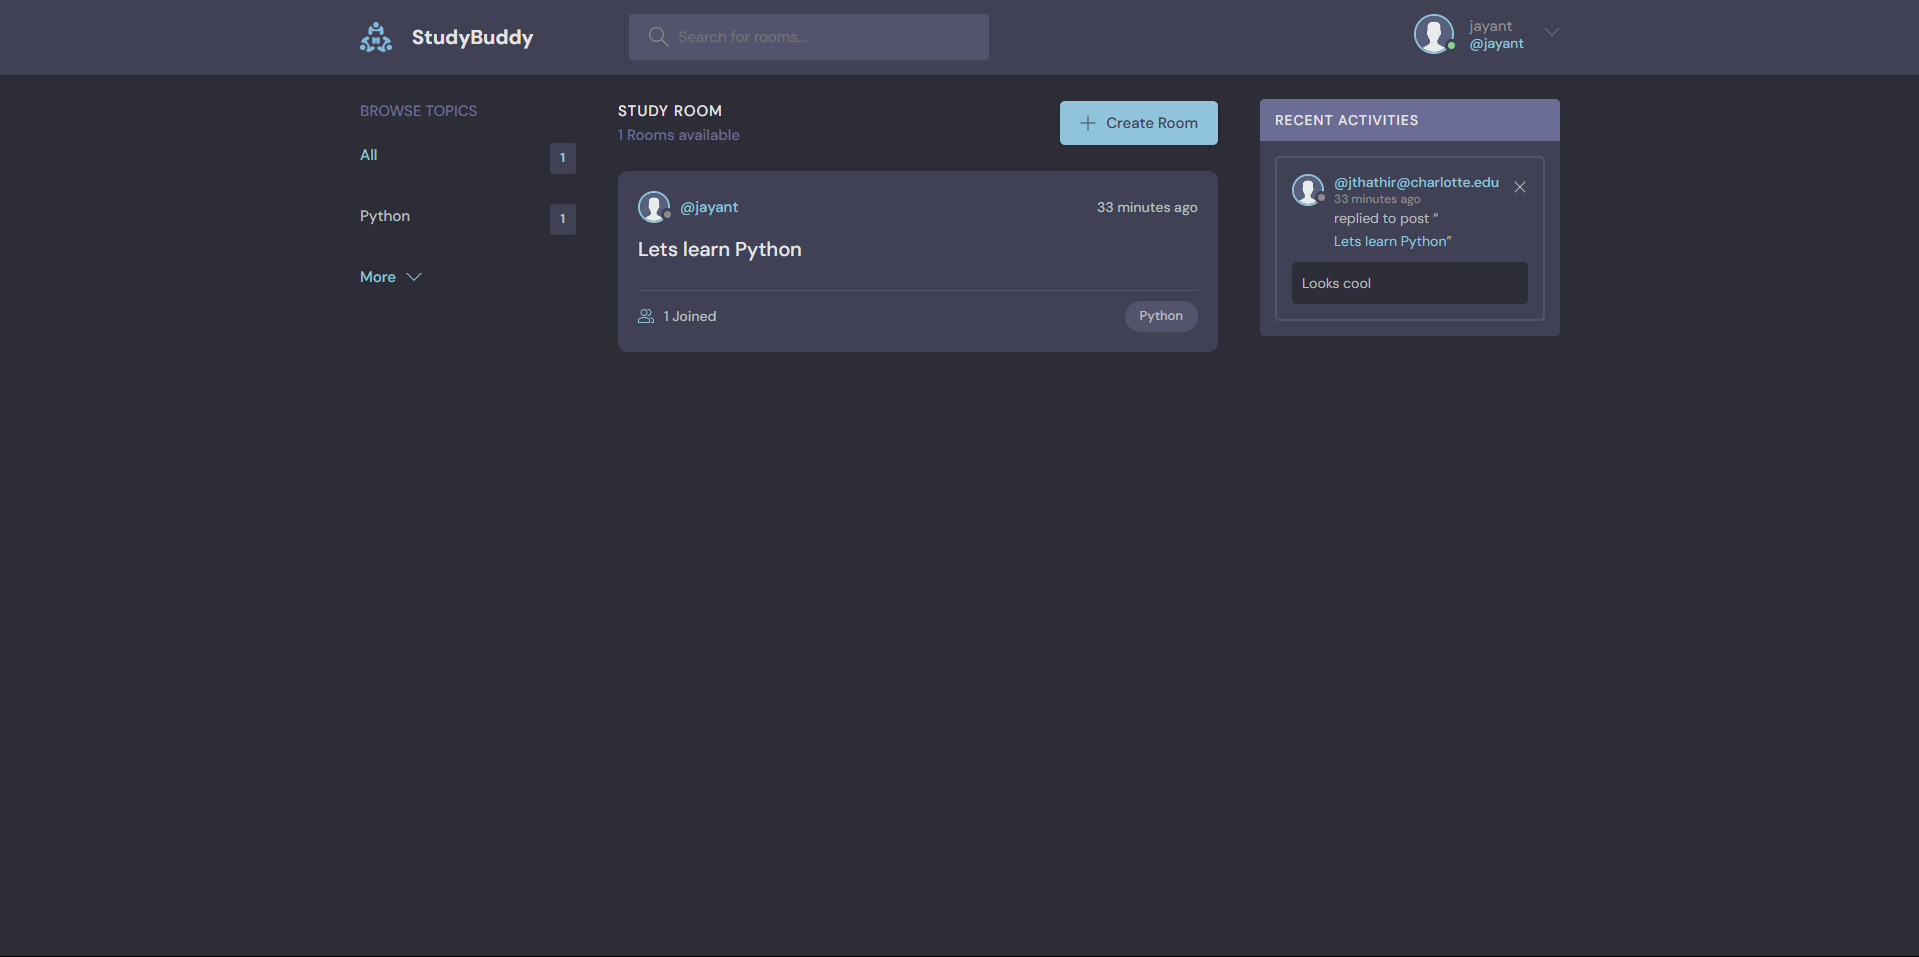 StudyBuddy
Search for rooms...
jayant
@jayant
BROWSE TOPICS
All
1
Python
1
More
STUDY ROOM
1 Rooms available
Create Room
@jayant
33 minutes ago
Lets learn Python
1 Joined
Python
RECENT ACTIVITIES
@jthathir@charlotte.edu
33 minutes ago
replied to post “
Lets learn Python”
Looks cool